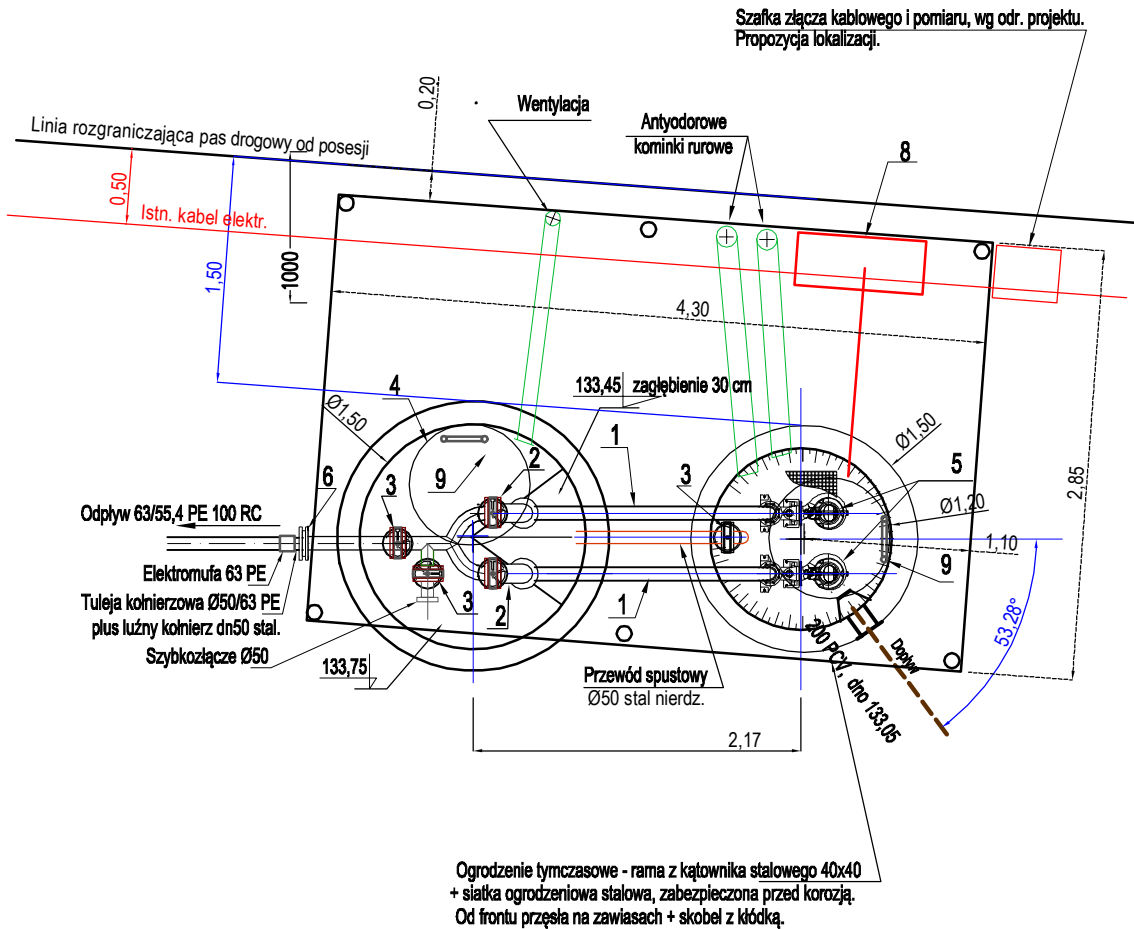 Szafka złącza kablowego i pomiaru, wg odr. projektu.
Propozycja lokalizacji.
0,20
Wentylacja
Antyodorowe
kominki rurowe
8
Linia rozgraniczająca pas drogowy od posesji
0,50
Istn. kabel elektr.
1,50
1000
4,30
4
133,45
zagłębienie 30 cm
Ø1,50
Ø1,50
2,85
1
2
3
9
6
3
5
Ø1,20
Odpływ 63/55,4 PE 100 RC
1,10
9
Elektromufa 63 PE
Tuleja kołnierzowa Ø50/63 PE
plus luźny kołnierz dn50 stal.
Szybkozłącze Ø50
3
2
1
53,28°
133,75
Przewód spustowy
Ø50 stal nierdz.
Dopływ
200 PCV, dno 133,05
2,17
Ogrodzenie tymczasowe - rama z kątownika stalowego 40x40
+ siatka ogrodzeniowa stalowa, zabezpieczona przed korozją.
Od frontu przęsła na zawiasach + skobel z kłódką.